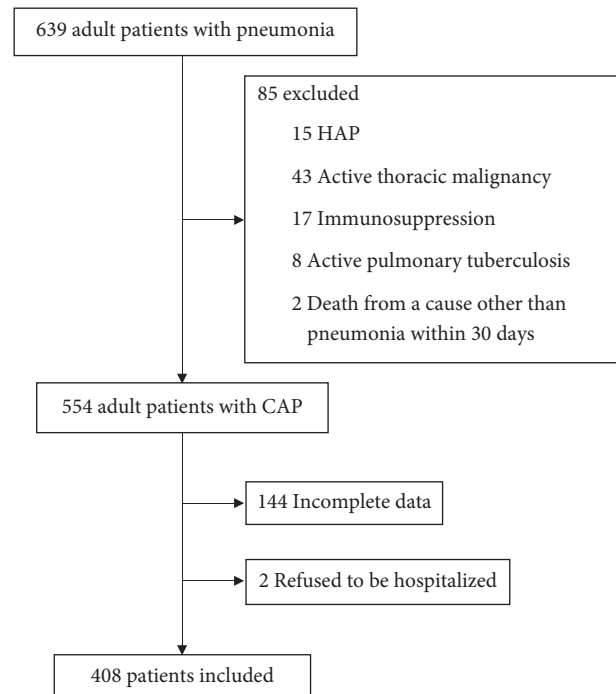 639 adult patients with pneumonia
85 excluded
15 HAP
43 Active thoracic malignancy
17 Immunosuppression
8 Active pulmonary tuberculosis
2 Death from a cause other than
pneumonia within 30 days
554 adult patients with CAP
144 Incomplete data
2 Refused to be hospitalized
408 patients included